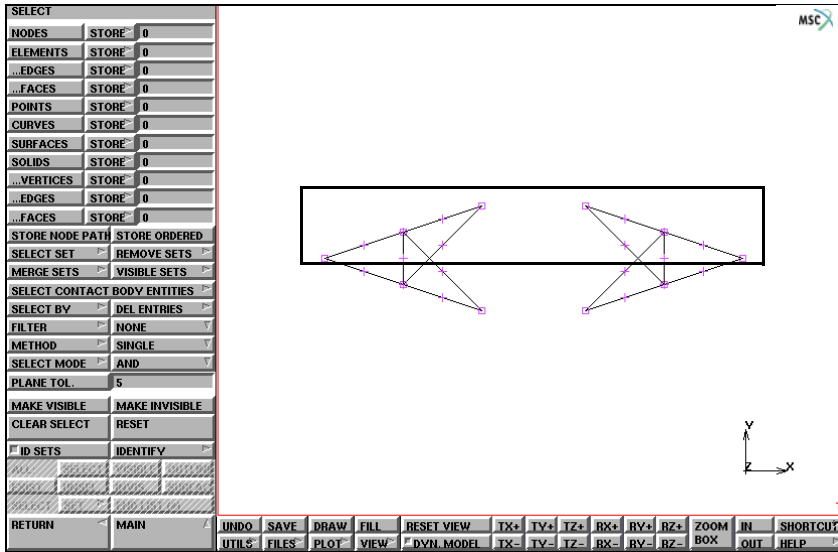 SELECT
MSC
NODES STORE 0
ELEMENTS STORE 0
...EDGES STORE 0
...FACES STORE 0
POINTS STORE 0
CURVES STORE 0
SURFACES STORE 0
SOLIDS STORE 0
...VERTICES STORE 0
...EDGES STORE 0
...FACES STORE 0
STORE NODE PATH STORE ORDERED
SELECT SET REMOVE SETS
MERGE SETS VISIBLE SETS
SELECT CONTACT BODY ENTITIES
SELECT BY DEL ENTRIES
FILTER NONE
METHOD SINGLE
SELECT MODE AND
PLANE TOL. 5
MAKE VISIBLE MAKE INVISIBLE
CLEAR SELECT RESET
ID SETS IDENTIFY
Y
Z X
RETURN MAIN
UNDO SAVE DRAW FILL RESET VIEW TX+ TY+ TZ+ RX+ RY+ RZ+ ZOOM IN SHORTCUT
UTILS FILES PLOT VIEW DYN. MODEL TX- TY- TZ- RX- RY- RZ- BOX OUT HELP